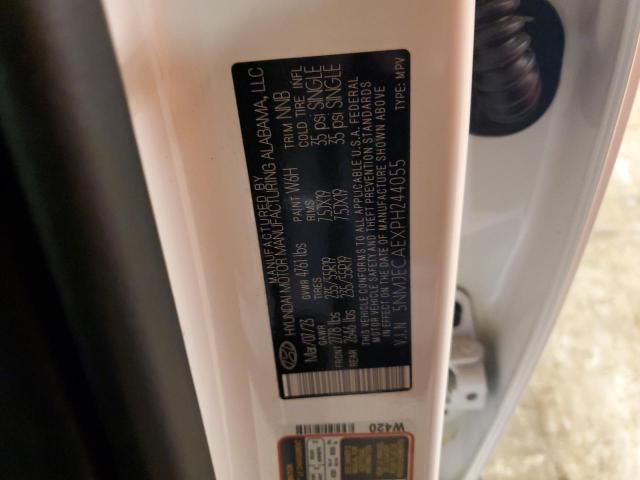 MANUFACTURED BY
HYUNDAI MOTOR MANUFACTURING ALABAMA, LLC
Mar/07/23 GVWR 4761 lbs PAINT W6H TRIM NNB
GAWR TIRES RIMS COLD TIRE INFL
FRONT 2778 lbs 235/55R19 7.5JX19 35 psi SINGLE
REAR 2646 lbs 235/55R19 7.5JX19 35 psi SINGLE
THIS VEHICLE CONFORMS TO ALL APPLICABLE U.S.A. FEDERAL
MOTOR VEHICLE SAFETY AND THEFT PREVENTION STANDARDS
IN EFFECT ON THE DATE OF MANUFACTURE SHOWN ABOVE
V.I.N 5NMJECAEXPH244055 TYPE: MPV
W420